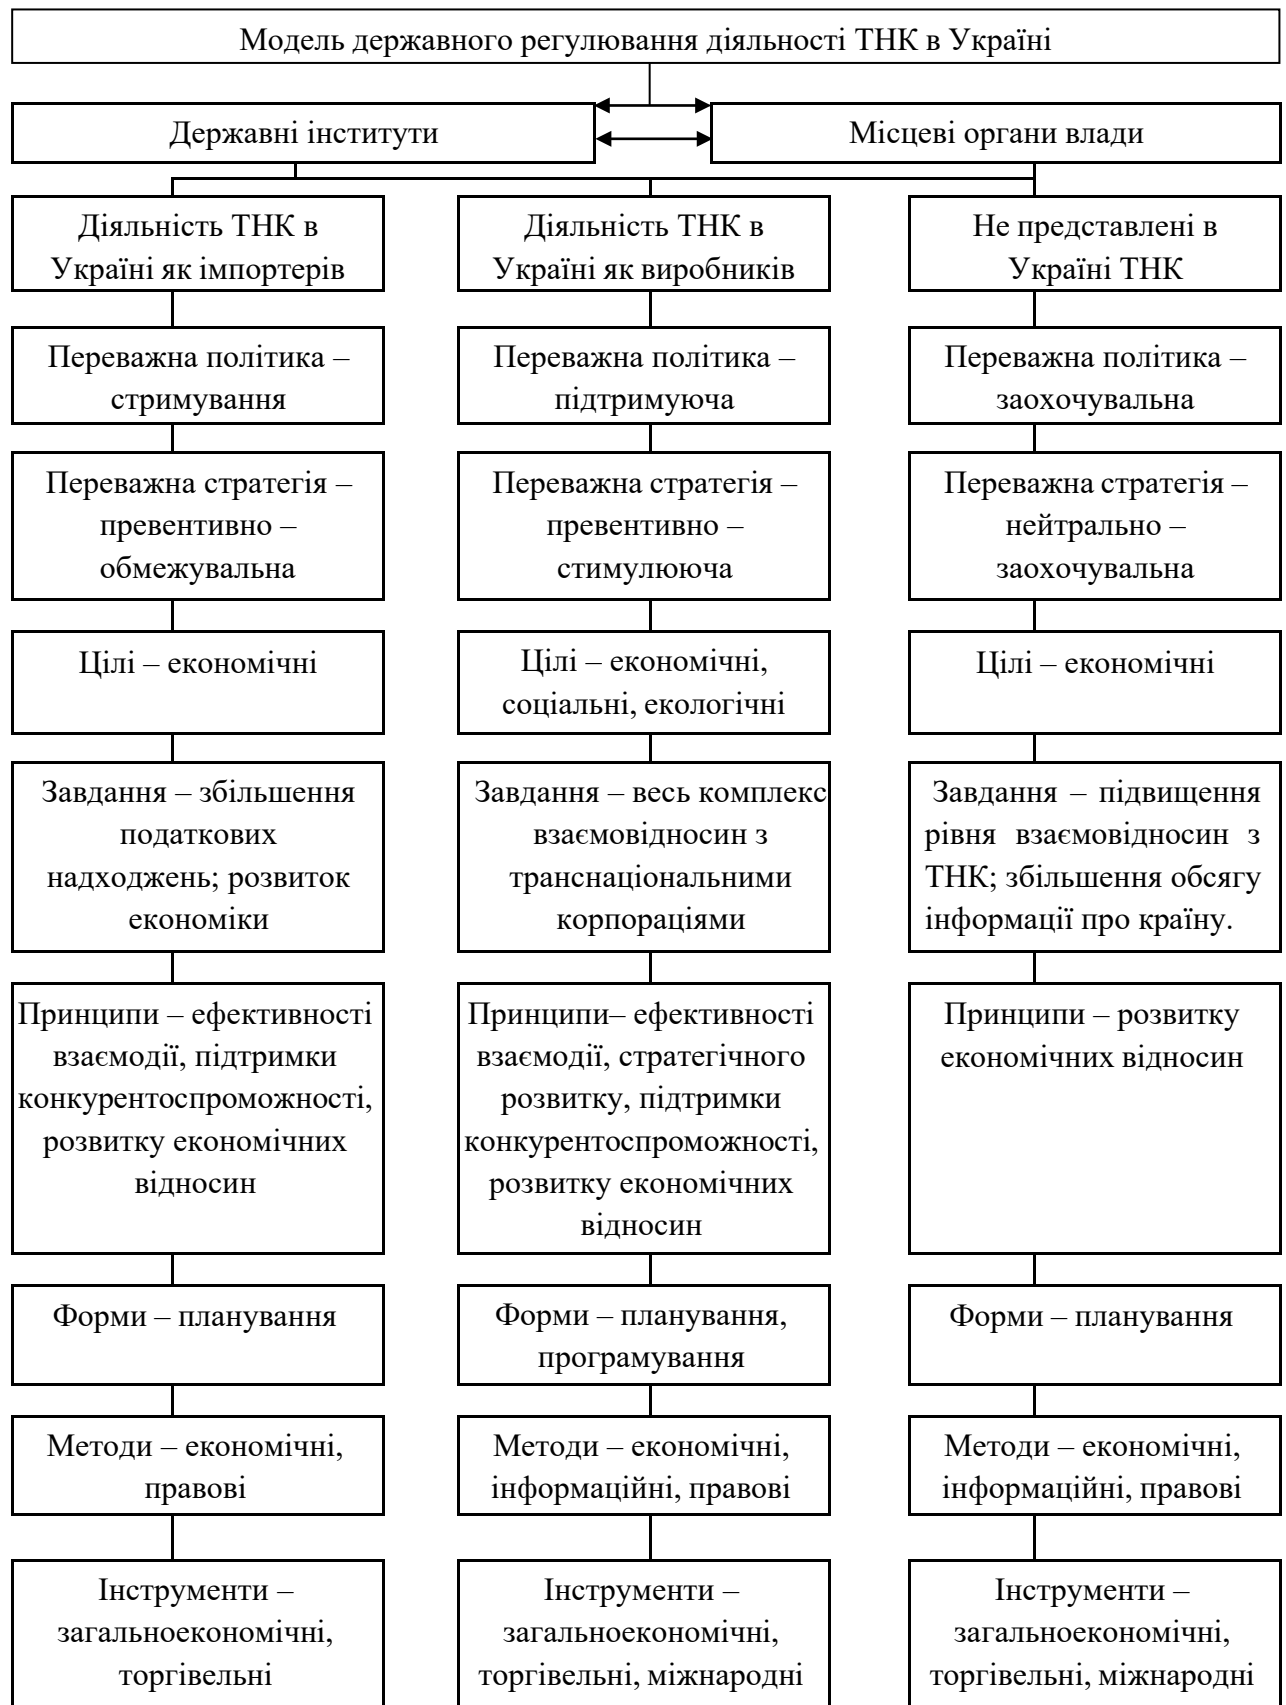 Модель державного регулювання діяльності ТНК в Україні
Державні інститути
Місцеві органи влади
Діяльність ТНК в
Україні як імпортерів
Діяльність ТНК в
Україні як виробників
Не представлені в
Україні ТНК
Переважна політика –
стримування
Переважна політика –
підтримуюча
Переважна політика –
заохочувальна
Переважна стратегія –
превентивно –
обмежувальна
Переважна стратегія –
превентивно –
стимулююча
Переважна стратегія –
нейтрально –
заохочувальна
Цілі – економічні
Цілі – економічні,
соціальні, екологічні
Цілі – економічні
Завдання – збільшення
податкових
надходжень; розвиток
економіки
Завдання – весь комплекс
взаємовідносин з
транснаціональними
корпораціями
Завдання – підвищення
рівня взаємовідносин з
ТНК; збільшення обсягу
інформації про країну.
Принципи – ефективності
взаємодії, підтримки
конкурентоспроможності,
розвитку економічних
відносин
Принципи– ефективності
взаємодії, стратегічного
розвитку, підтримки
конкурентоспроможності,
розвитку економічних
відносин
Принципи – розвитку
економічних відносин
Форми – планування
Форми – планування,
програмування
Форми – планування
Методи – економічні,
правові
Методи – економічні,
інформаційні, правові
Методи – економічні,
інформаційні, правові
Інструменти –
загальноекономічні,
торгівельні
Інструменти –
загальноекономічні,
торгівельні, міжнародні
Інструменти –
загальноекономічні,
торгівельні, міжнародні